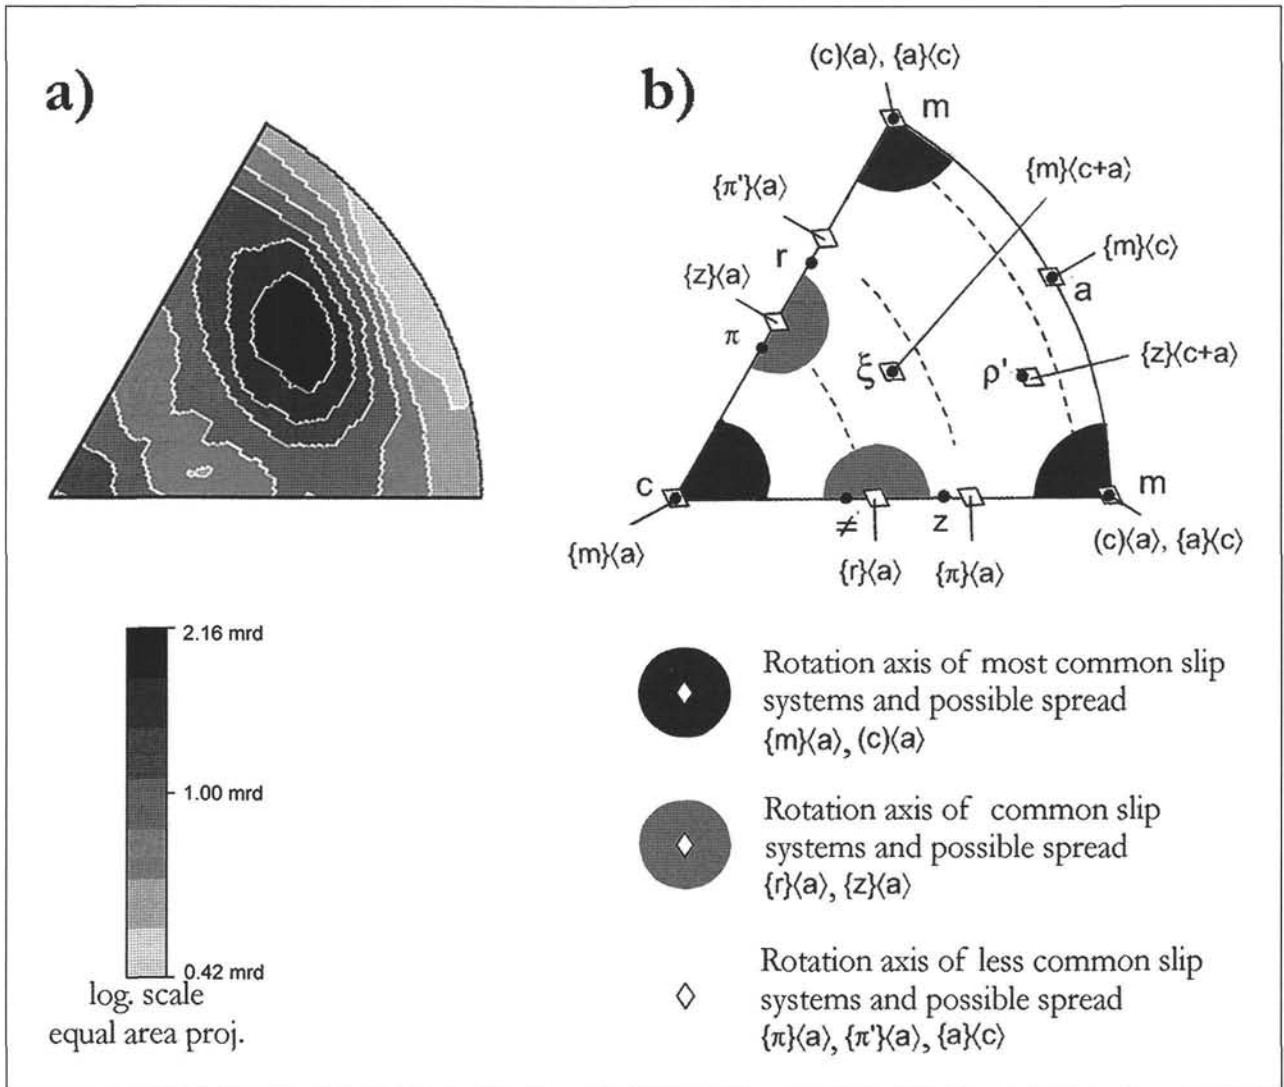 a)
b)
(c)⟨a⟩, {a}⟨c⟩
m
{m}⟨c+a⟩
{π'}⟨a⟩
r
{m}⟨c⟩
a
{z}⟨a⟩
π
ξ
ρ'
{z}⟨c+a⟩
c
m
≠
z
{m}⟨a⟩
{r}⟨a⟩
{π}⟨a⟩
(c)⟨a⟩, {a}⟨c⟩
2.16 mrd
1.00 mrd
0.42 mrd
log. scale
equal area proj.
Rotation axis of most common slip
systems and possible spread
{m}⟨a⟩, (c)⟨a⟩
Rotation axis of common slip
systems and possible spread
{r}⟨a⟩, {z}⟨a⟩
Rotation axis of less common slip
systems and possible spread
{π}⟨a⟩, {π'}⟨a⟩, {a}⟨c⟩